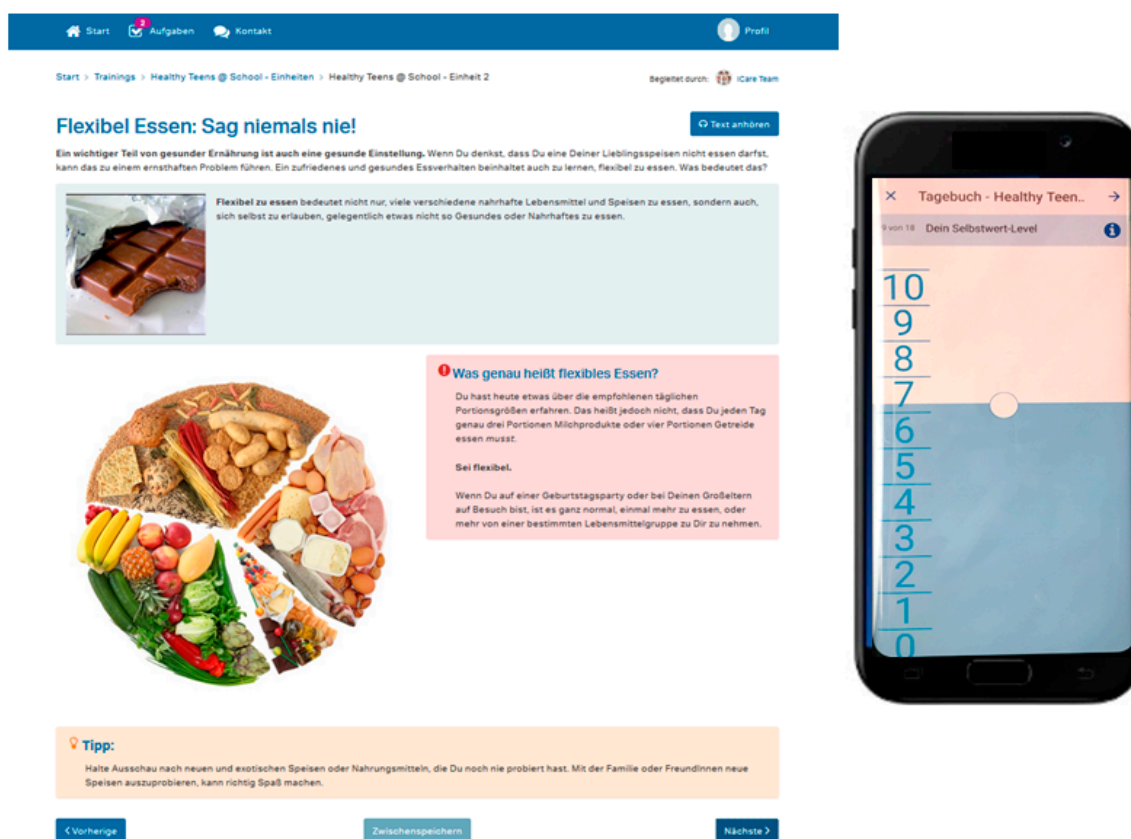 Start 2 Aufgaben Kontakt Profil
Start > Trainings > Healthy Teens @ School - Einheiten > Healthy Teens @ School - Einheit 2
Begleitet durch: iCare Team
Flexibel Essen: Sag niemals nie!
Text anhören
Ein wichtiger Teil von gesunder Ernährung ist auch eine gesunde Einstellung. Wenn Du denkst, dass Du eine Deiner Lieblingsspeisen nicht essen darfst,
kann das zu einem ernsthaften Problem führen. Ein zufriedenes und gesundes Essverhalten beinhaltet auch zu lernen, flexibel zu essen. Was bedeutet das?
Flexibel zu essen bedeutet nicht nur, viele verschiedene nahrhafte Lebensmittel und Speisen zu essen, sondern auch,
sich selbst zu erlauben, gelegentlich etwas nicht so Gesundes oder Nahrhaftes zu essen.
Was genau heißt flexibles Essen?
Du hast heute etwas über die empfohlenen täglichen
Portionsgrößen erfahren. Das heißt jedoch nicht, dass Du jeden Tag
genau drei Portionen Milchprodukte oder vier Portionen Getreide
essen musst.
Sei flexibel.
Wenn Du auf einer Geburtstagsparty oder bei Deinen Großeltern
auf Besuch bist, ist es ganz normal, einmal mehr zu essen, oder
mehr von einer bestimmten Lebensmittelgruppe zu Dir zu nehmen.
Tipp:
Halte Ausschau nach neuen und exotischen Speisen oder Nahrungsmitteln, die Du noch nie probiert hast. Mit der Familie oder FreundInnen neue
Speisen auszuprobieren, kann richtig Spaß machen.
< Vorherige
Zwischenspeichern
Nächste >
× Tagebuch - Healthy Teen.. →
9 von 18 Dein Selbstwert-Level
10
9
8
7
6
5
4
3
2
1
0